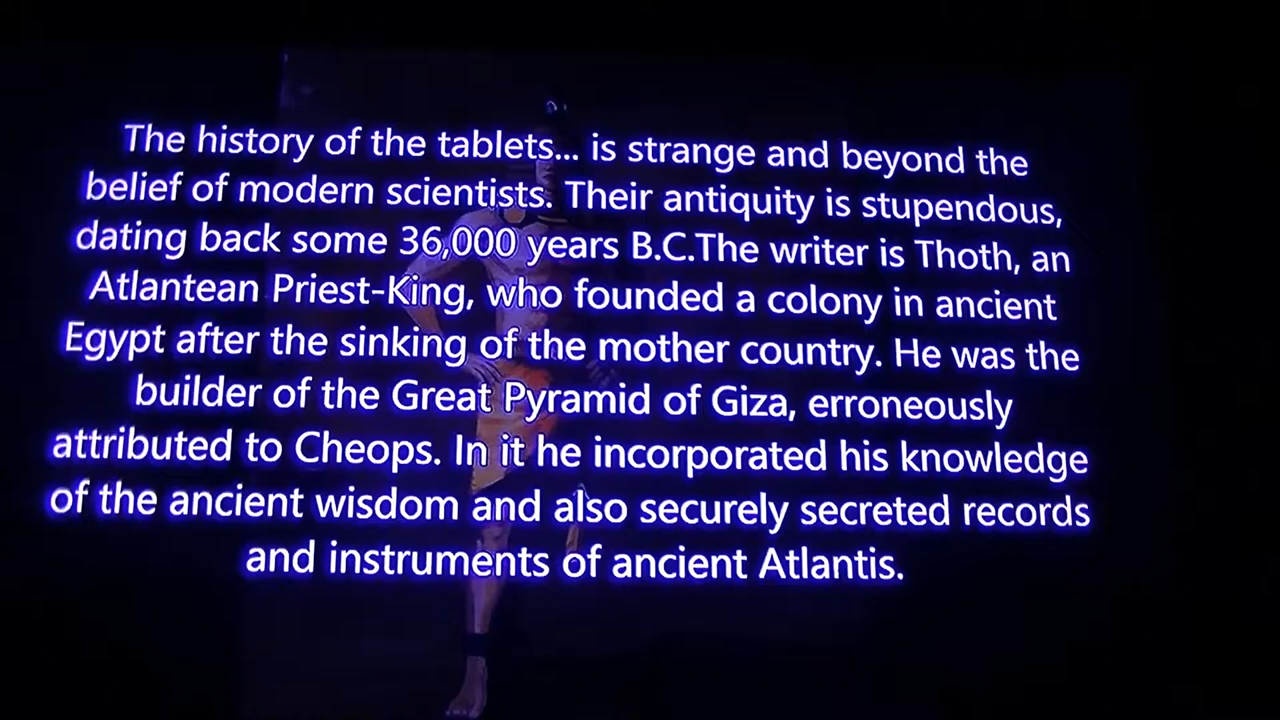 The history of the tablets... is strange and beyond the
belief of modern scientists. Their antiquity is stupendous,
dating back some 36,000 years B.C.The writer is Thoth, an
Atlantean Priest-King, who founded a colony in ancient
Egypt after the sinking of the mother country. He was the
builder of the Great Pyramid of Giza, erroneously
attributed to Cheops. In it he incorporated his knowledge
of the ancient wisdom and also securely secreted records
and instruments of ancient Atlantis.